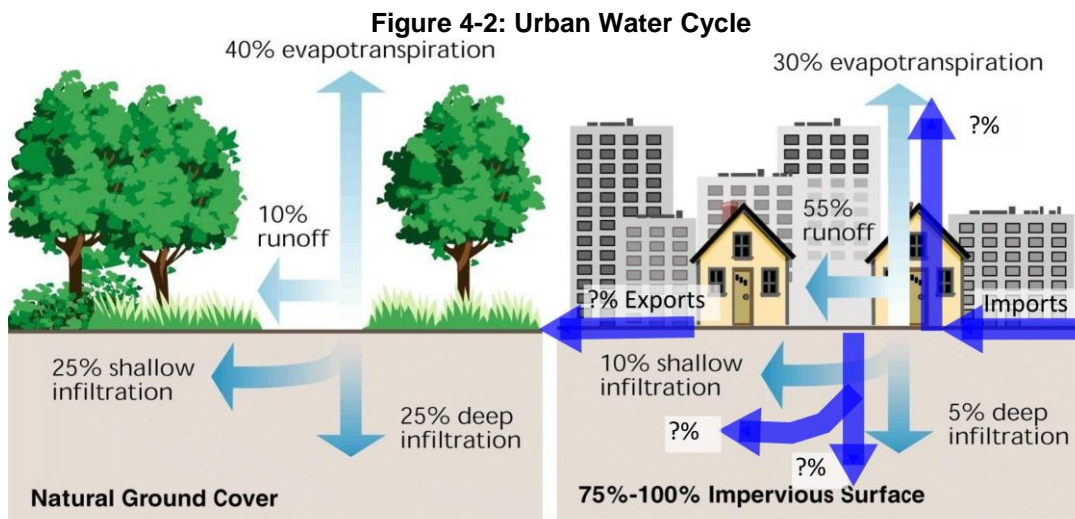 Figure 4-2: Urban Water Cycle
40% evapotranspiration
10%
runoff
25% shallow
infiltration
25% deep
infiltration
Natural Ground Cover
30% evapotranspiration
?%
55%
runoff
?% Exports
Imports
10% shallow
infiltration
5% deep
infiltration
?%
?%
75%-100% Impervious Surface